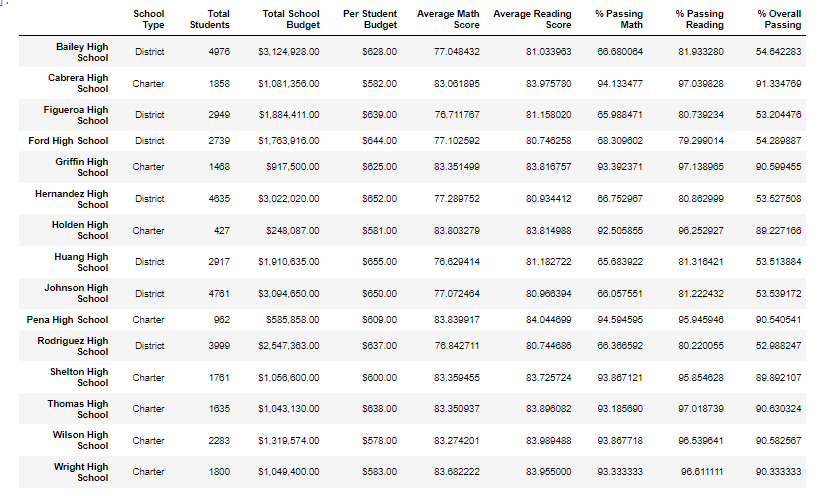 School Type Total Students Total School Budget Per Student Budget Average Math Score Average Reading Score % Passing Math % Passing Reading % Overall Passing
Bailey High School District 4976 $3,124,928.00 $628.00 77.048432 81.033963 66.680064 81.933280 54.642283
Cabrera High School Charter 1858 $1,081,356.00 $582.00 83.061895 83.975780 94.133477 97.039828 91.334769
Figueroa High School District 2949 $1,884,411.00 $639.00 76.711767 81.158020 65.988471 80.739234 53.204476
Ford High School District 2739 $1,763,916.00 $644.00 77.102592 80.746258 68.309602 79.299014 54.289887
Griffin High School Charter 1468 $917,500.00 $625.00 83.351499 83.816757 93.392371 97.138965 90.599455
Hernandez High School District 4635 $3,022,020.00 $652.00 77.289752 80.934412 66.752967 80.862999 53.527508
Holden High School Charter 427 $248,087.00 $581.00 83.803279 83.814988 92.505855 96.252927 89.227166
Huang High School District 2917 $1,910,635.00 $655.00 76.629414 81.182722 65.683922 81.316421 53.513884
Johnson High School District 4761 $3,094,650.00 $650.00 77.072464 80.966394 66.057551 81.222432 53.539172
Pena High School Charter 962 $585,858.00 $609.00 83.839917 84.044699 94.594595 95.945946 90.540541
Rodriguez High School District 3999 $2,547,363.00 $637.00 76.842711 80.744686 66.366592 80.220055 52.988247
Shelton High School Charter 1761 $1,056,600.00 $600.00 83.359455 83.725724 93.867121 95.854628 89.892107
Thomas High School Charter 1635 $1,043,130.00 $638.00 83.350937 83.896082 93.185690 97.018739 90.630324
Wilson High School Charter 2283 $1,319,574.00 $578.00 83.274201 83.989488 93.867718 96.539641 90.582567
Wright High School Charter 1800 $1,049,400.00 $583.00 83.682222 83.955000 93.333333 96.611111 90.333333